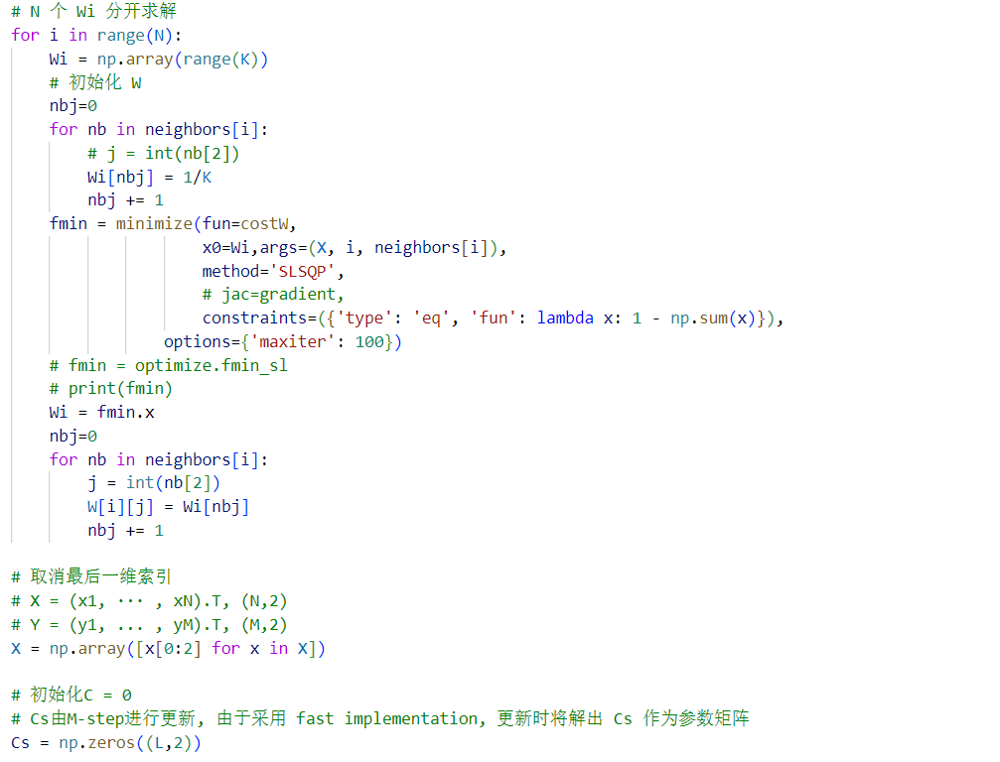 # N 个 Wi 分开求解
for i in range(N):
    Wi = np.array(range(K))
    # 初始化 W
    nbj=0
    for nb in neighbors[i]:
        # j = int(nb[2])
        Wi[nbj] = 1/K
        nbj += 1
    fmin = minimize(fun=costW,
                    x0=Wi,args=(X, i, neighbors[i]),
                    method='SLSQP',
                    # jac=gradient,
                    constraints=({'type': 'eq', 'fun': lambda x: 1 - np.sum(x)}),
                options={'maxiter': 100})
    # fmin = optimize.fmin_sl
    # print(fmin)
    Wi = fmin.x
    nbj=0
    for nb in neighbors[i]:
        j = int(nb[2])
        W[i][j] = Wi[nbj]
        nbj += 1

# 取消最后一维索引
# X = (x1, ··· , xN).T, (N,2)
# Y = (y1, ... , yM).T, (M,2)
X = np.array([x[0:2] for x in X])

# 初始化C = 0
# Cs由M-step进行更新, 由于采用 fast implementation, 更新时将解出 Cs 作为参数矩阵
Cs = np.zeros((L,2))